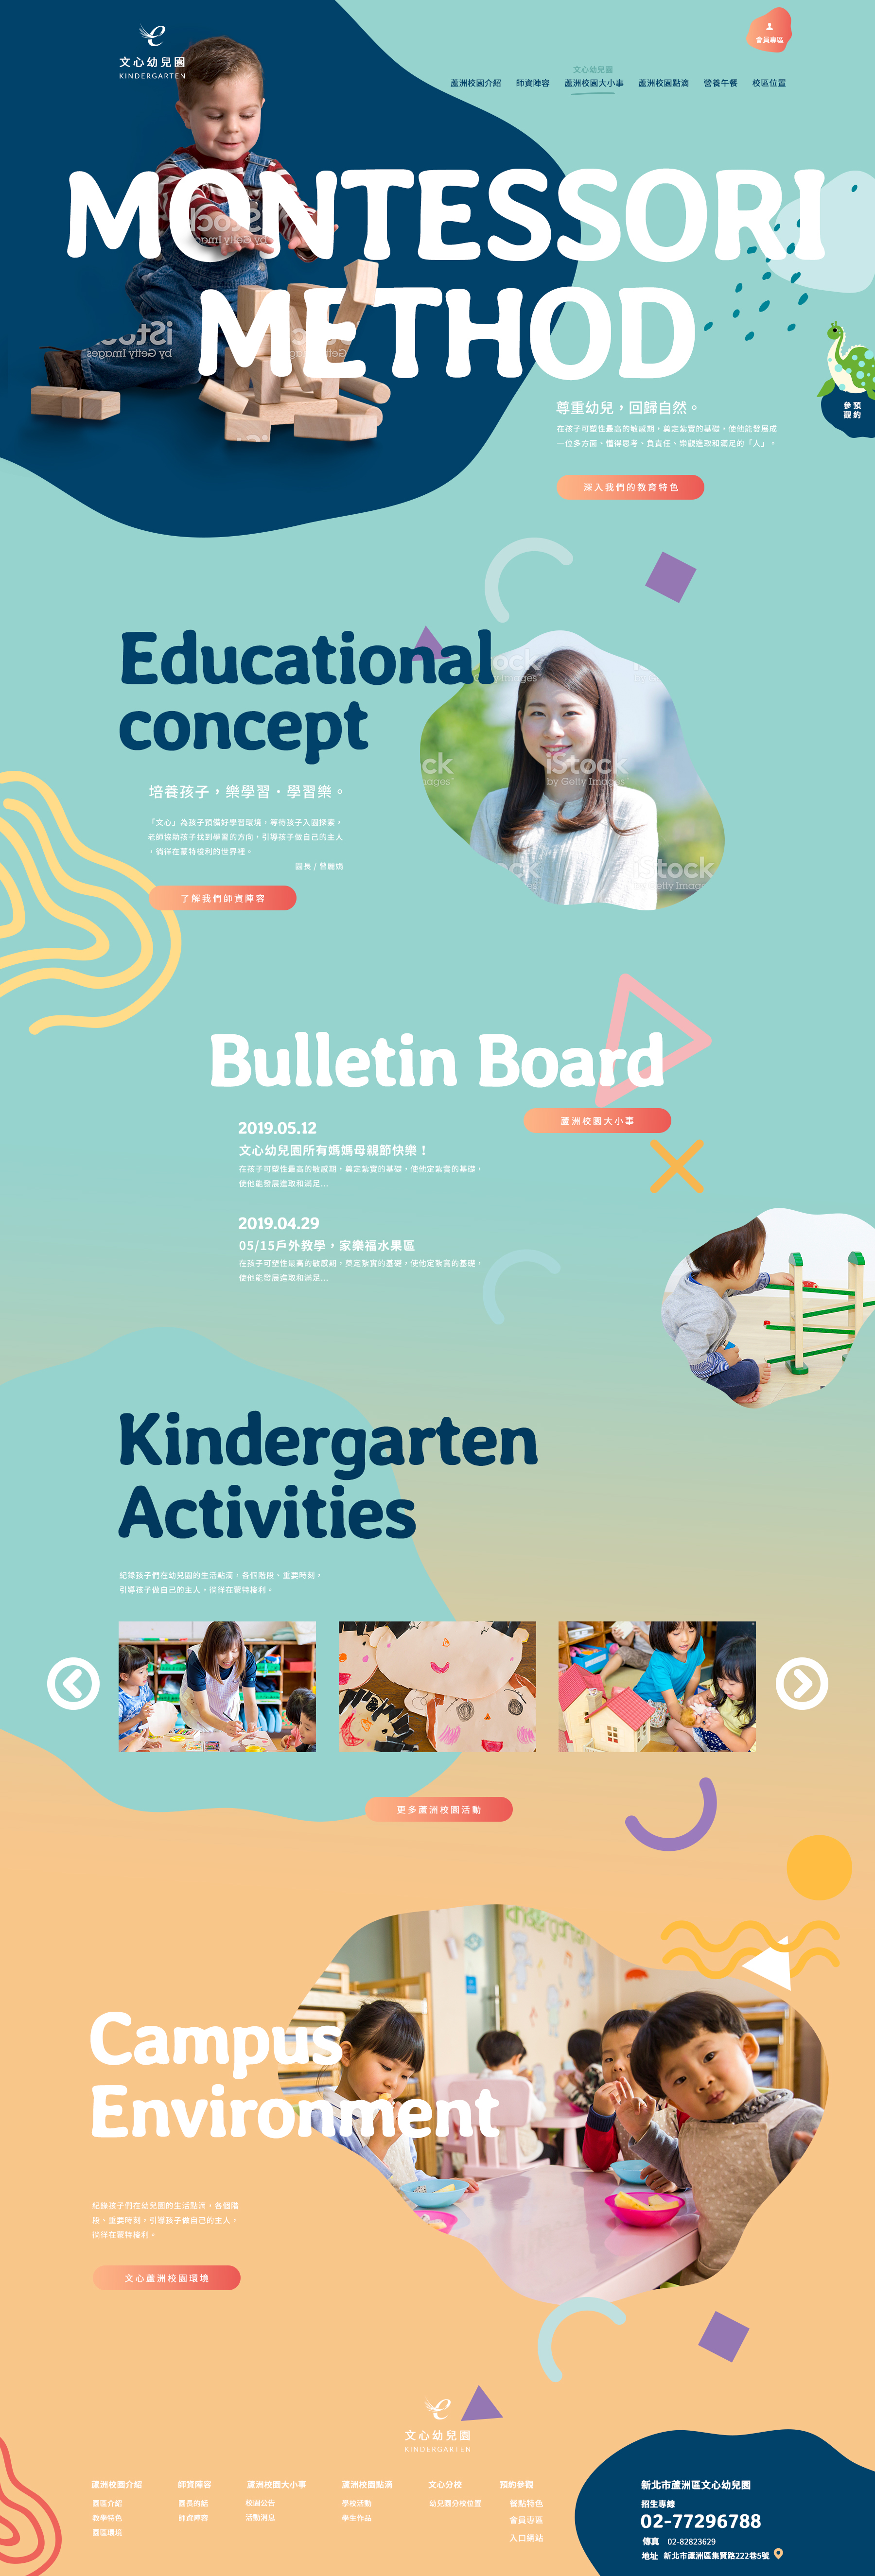 文心幼兒園
KINDERGARTEN
會員專區
文心幼兒園
蘆洲校園介紹 師資陣容 蘆洲校園大小事 蘆洲校園點滴 營養午餐 校區位置
MONTESSORI
METHOD
iStock
by Getty Images
尊重幼兒，回歸自然。
在孩子可塑性最高的敏感期，奠定紮實的基礎，使他能發展成
一位多方面、懂得思考、負責任、樂觀進取和滿足的「人」。
深入我們的教育特色
參預
觀約
Educational
concept
iStock
by Getty Images
培養孩子，樂學習．學習樂。
「文心」為孩子預備好學習環境，等待孩子入園探索，
老師協助孩子找到學習的方向，引導孩子做自己的主人
，徜徉在蒙特梭利的世界裡。
園長 / 曾麗娟
了解我們師資陣容
Bulletin Board
蘆洲校園大小事
2019.05.12
文心幼兒園所有媽媽母親節快樂！
在孩子可塑性最高的敏感期，奠定紮實的基礎，使他定紮實的基礎，
使他能發展進取和滿足...
2019.04.29
05/15戶外教學，家樂福水果區
在孩子可塑性最高的敏感期，奠定紮實的基礎，使他定紮實的基礎，
使他能發展進取和滿足...
Kindergarten
Activities
紀錄孩子們在幼兒園的生活點滴，各個階段、重要時刻，
引導孩子做自己的主人，徜徉在蒙特梭利。
更多蘆洲校園活動
Campus
Environment
紀錄孩子們在幼兒園的生活點滴，各個階
段、重要時刻，引導孩子做自己的主人，
徜徉在蒙特梭利。
文心蘆洲校園環境
文心幼兒園
KINDERGARTEN
蘆洲校園介紹
園區介紹
教學特色
園區環境
師資陣容
園長的話
師資陣容
蘆洲校園大小事
校園公告
活動消息
蘆洲校園點滴
學校活動
學生作品
文心分校
幼兒園分校位置
預約參觀
餐點特色
會員專區
入口網站
新北市蘆洲區文心幼兒園
招生專線
02-77296788
傳真 02-82823629
地址 新北市蘆洲區集賢路222巷5號